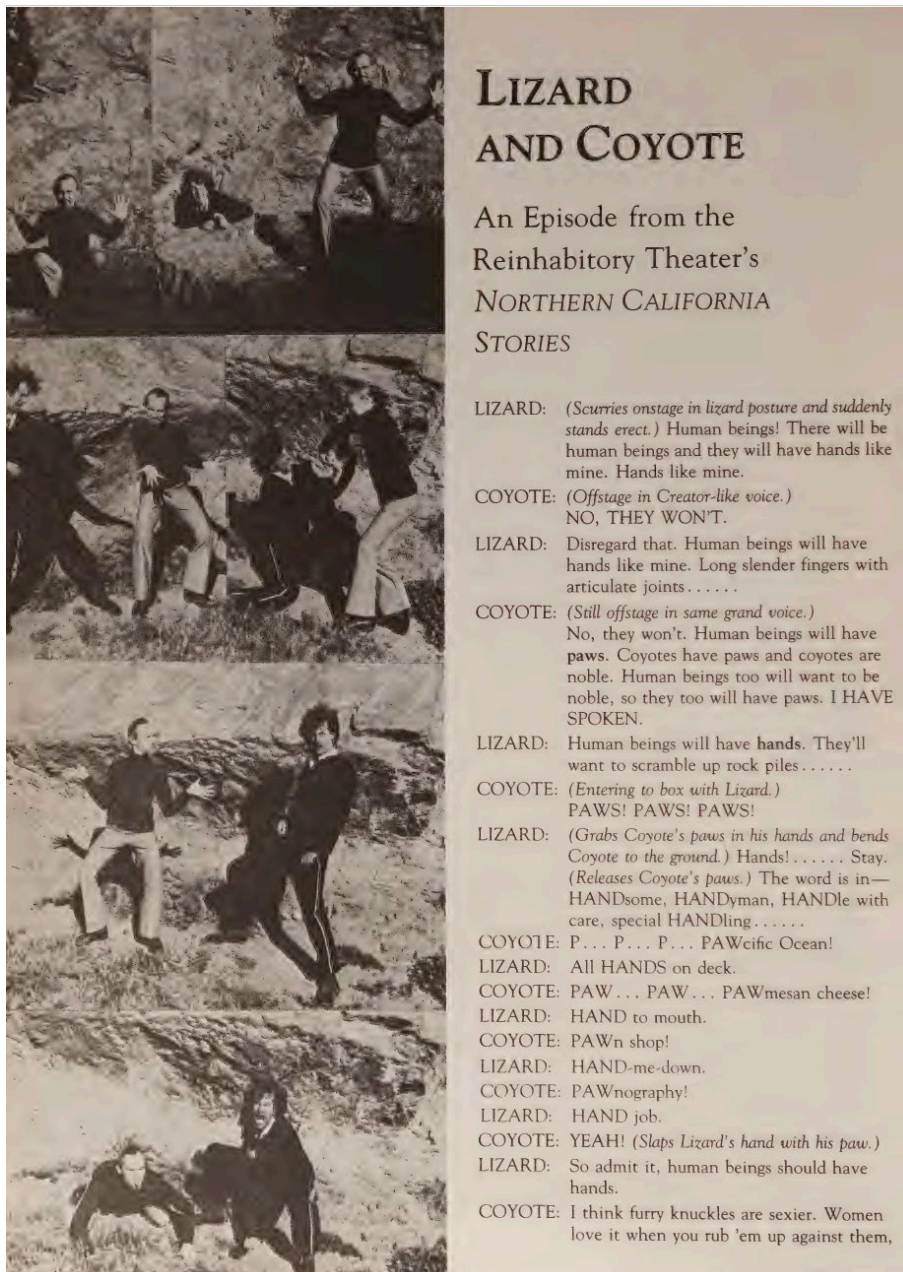 LIZARD
AND COYOTE
An Episode from the
Reinhabitory Theater's
NORTHERN CALIFORNIA
STORIES
LIZARD: (Scurries onstage in lizard posture and suddenly
stands erect.) Human beings! There will be
human beings and they will have hands like
mine. Hands like mine.
COYOTE: (Offstage in Creator-like voice.)
NO, THEY WON'T.
LIZARD: Disregard that. Human beings will have
hands like mine. Long slender fingers with
articulate joints......
COYOTE: (Still offstage in same grand voice.)
No, they won't. Human beings will have
paws. Coyotes have paws and coyotes are
noble. Human beings too will want to be
noble, so they too will have paws. I HAVE
SPOKEN.
LIZARD: Human beings will have hands. They'll
want to scramble up rock piles......
COYOTE: (Entering to box with Lizard.)
PAWS! PAWS! PAWS!
LIZARD: (Grabs Coyote's paws in his hands and bends
Coyote to the ground.) Hands!...... Stay.
(Releases Coyote's paws.) The word is in—
HANDsome, HANDyman, HANDle with
care, special HANDling......
COYOTE: P... P... P... PAWcific Ocean!
LIZARD: All HANDS on deck.
COYOTE: PAW... PAW... PAWmesan cheese!
LIZARD: HAND to mouth.
COYOTE: PAWn shop!
LIZARD: HAND-me-down.
COYOTE: PAWnography!
LIZARD: HAND job.
COYOTE: YEAH! (Slaps Lizard's hand with his paw.)
LIZARD: So admit it, human beings should have
hands.
COYOTE: I think furry knuckles are sexier. Women
love it when you rub 'em up against them,